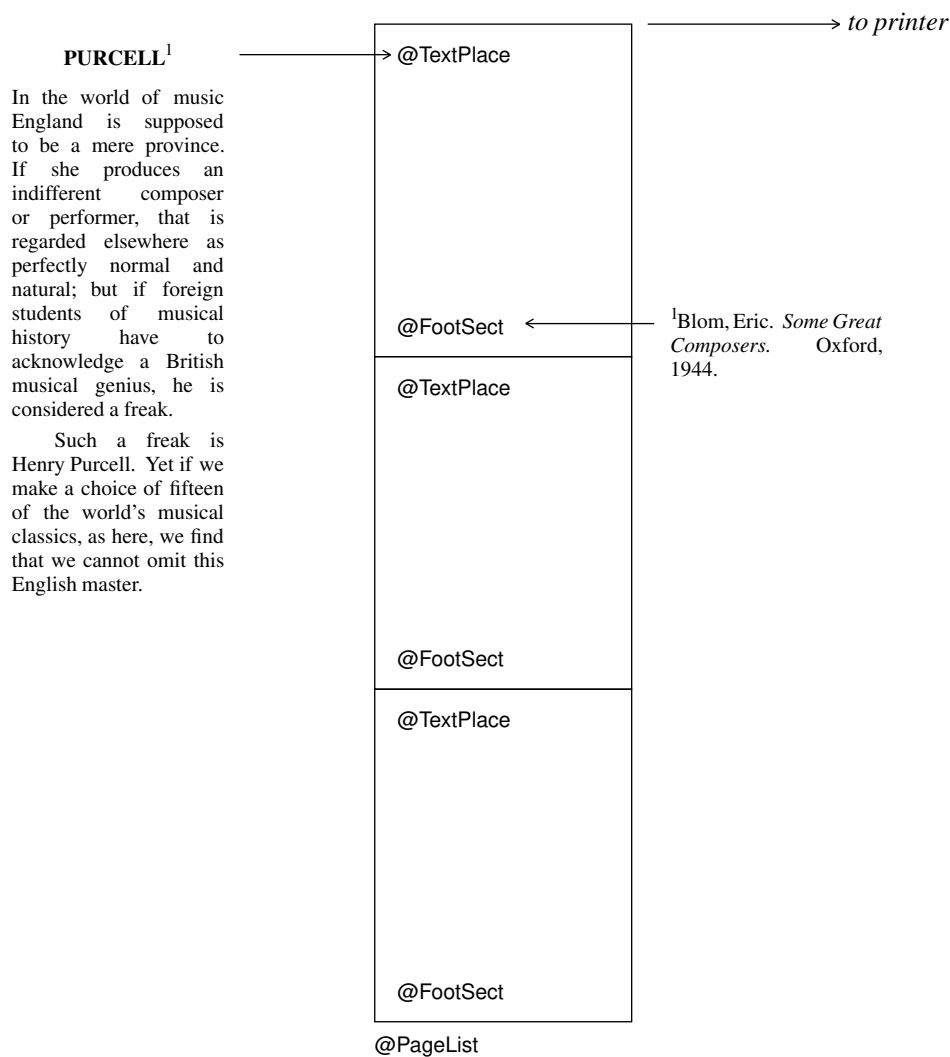 to printer
PURCELL1
@TextPlace
In the world of music
England is supposed
to be a mere province.
If she produces an
indifferent composer
or performer, that is
regarded elsewhere as
perfectly normal and
natural; but if foreign
students of musical
history have to
acknowledge a British
musical genius, he is
considered a freak.
Such a freak is
Henry Purcell. Yet if we
make a choice of fifteen
of the world's musical
classics, as here, we find
that we cannot omit this
English master.
@FootSect
1Blom, Eric. Some Great
Composers. Oxford,
1944.
@TextPlace
@FootSect
@TextPlace
@FootSect
@PageList